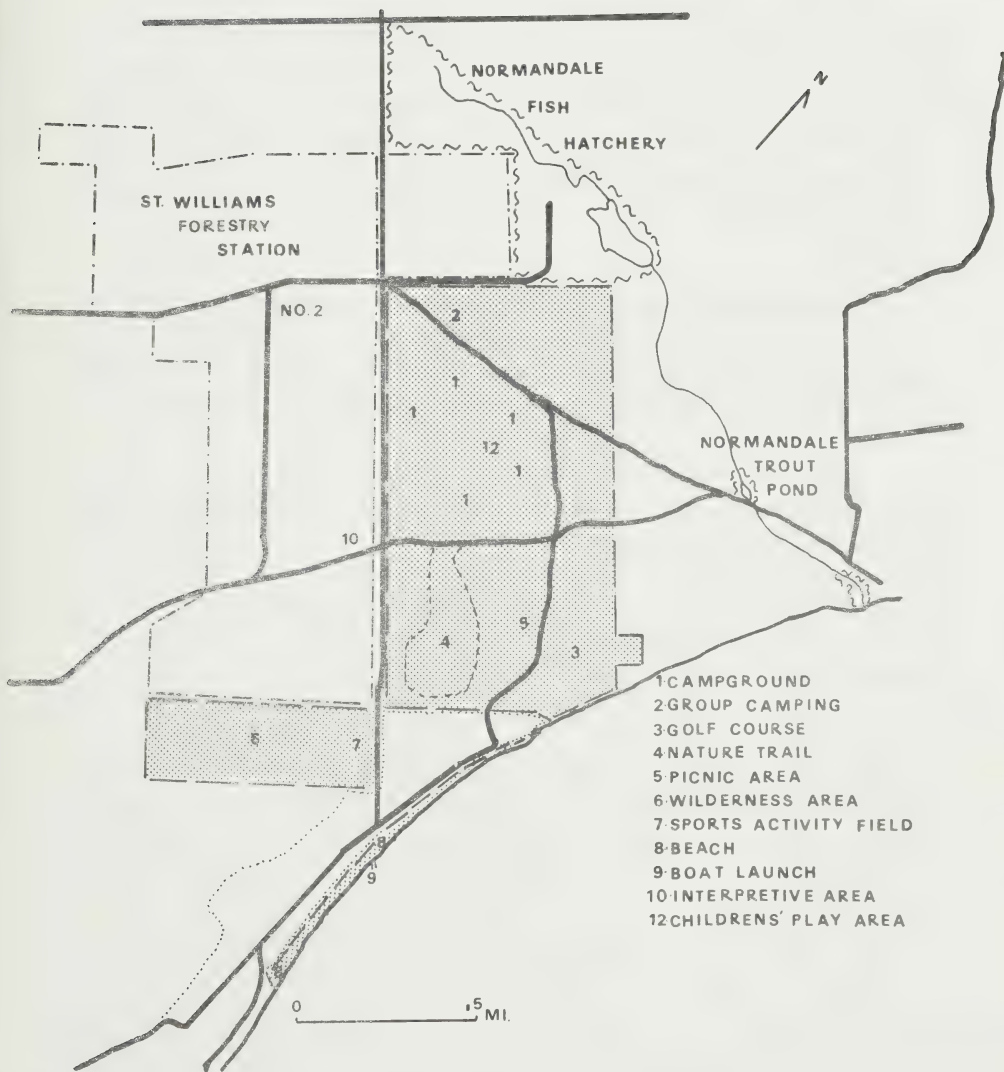 NORMANDALE
FISH
HATCHERY
N
ST. WILLIAMS
FORESTRY
STATION
NO. 2
2
1
1
1
12
1
1
NORMANDALE
TROUT
POND
10
4
5
3
6
7
8
9
1·CAMPGROUND
2·GROUP CAMPING
3·GOLF COURSE
4·NATURE TRAIL
5·PICNIC AREA
6·WILDERNESS AREA
7·SPORTS ACTIVITY FIELD
8·BEACH
9·BOAT LAUNCH
10·INTERPRETIVE AREA
12 CHILDRENS' PLAY AREA
0 .5 MI.